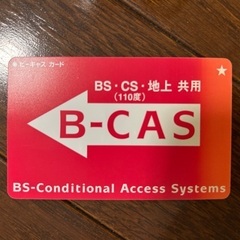 ビーキャス カード
BS・CS・地上 共用
(110度)
B-CAS
BS-Conditional Access Systems